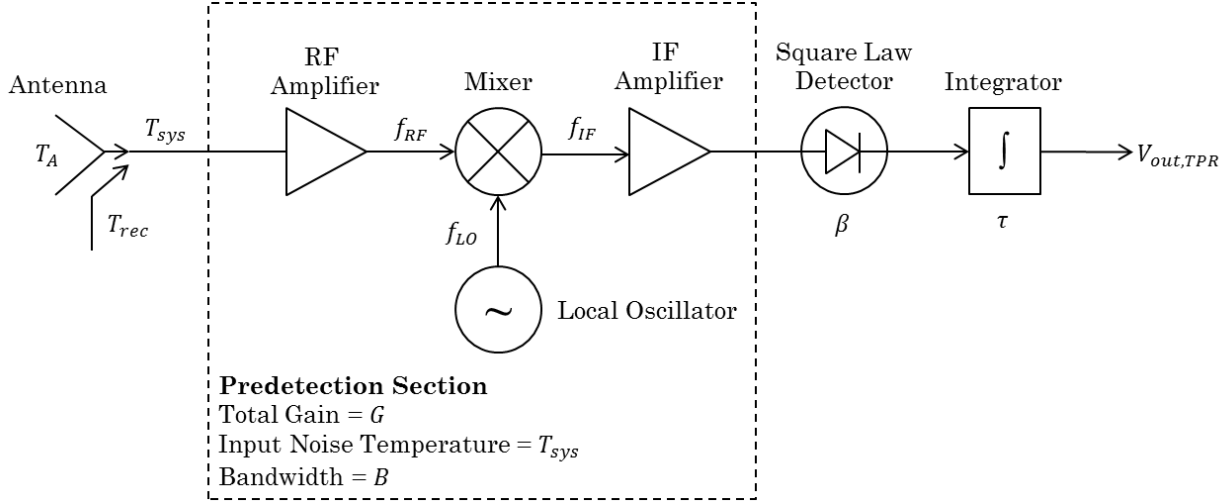 RF
Amplifier
Mixer
IF
Amplifier
Square Law
Detector
Integrator
Antenna
T_A
T_sys
T_rec
f_RF
f_IF
f_LO
∫
V_out,TPR
β
τ
~
Local Oscillator
Predetection Section
Total Gain = G
Input Noise Temperature = T_sys
Bandwidth = B